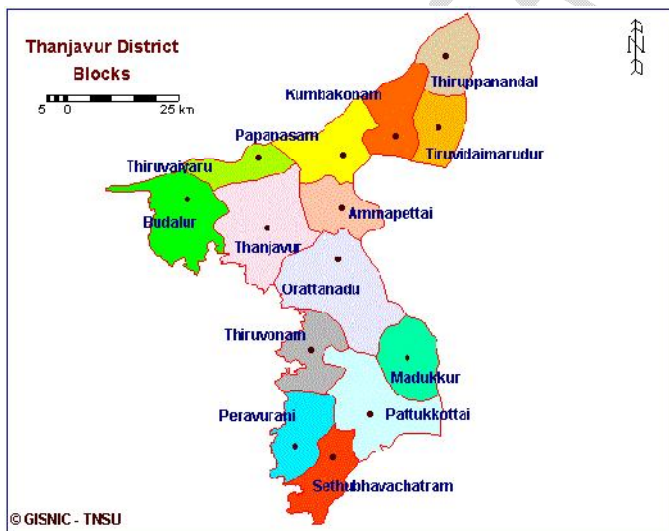 Thanjavur District
Blocks
5 0 25 km
N
Thiruppanandal
Kumbakonam
Papanasam
Tiruvidaimarudur
Thiruvaiyaru
Budalur
Ammapettai
Thanjavur
Orattanadu
Thiruvonam
Madukkur
Peravurani
Pattukkottai
Sethubhavachatram
© GISNIC - TNSU